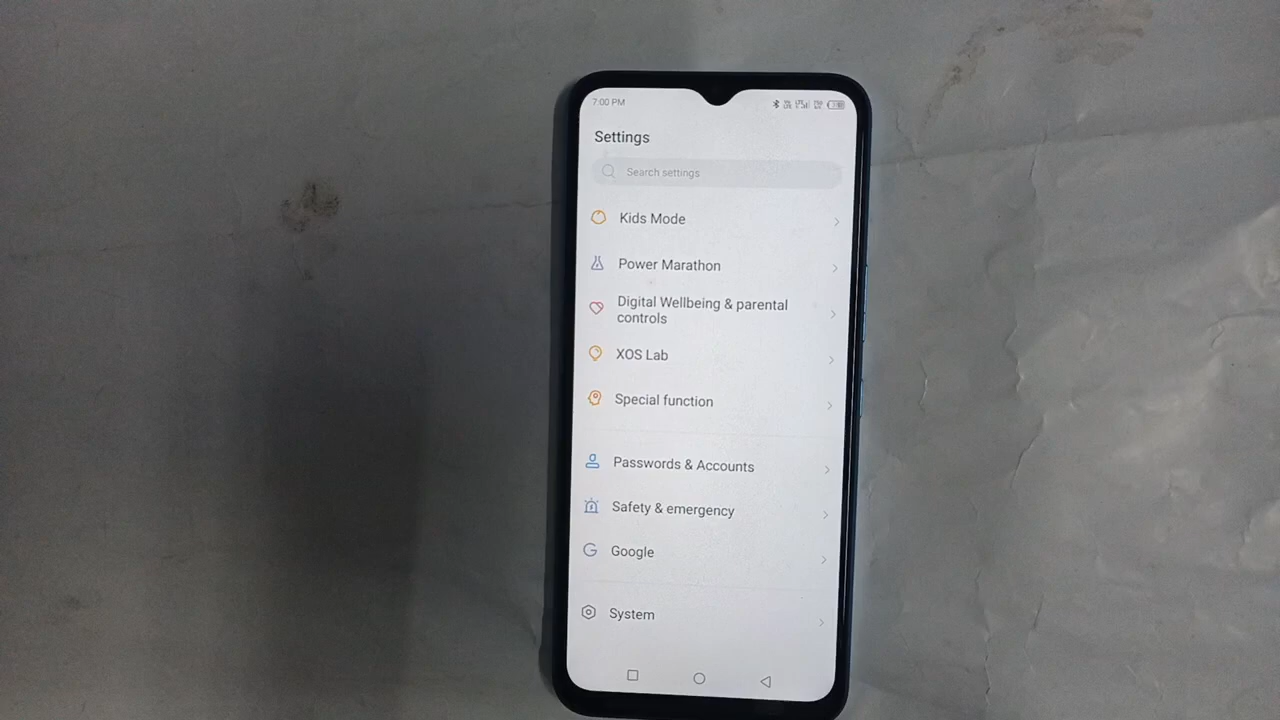 7:00 PM
Settings
Search settings
Kids Mode
Power Marathon
Digital Wellbeing & parental
controls
XOS Lab
Special function
Passwords & Accounts
Safety & emergency
Google
System